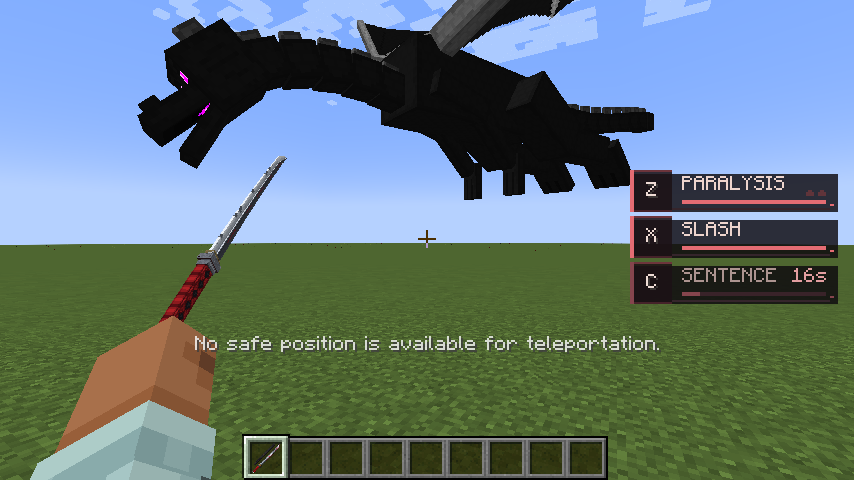 Z PARALYSIS
X SLASH
C SENTENCE 16s
No safe position is available for teleportation.